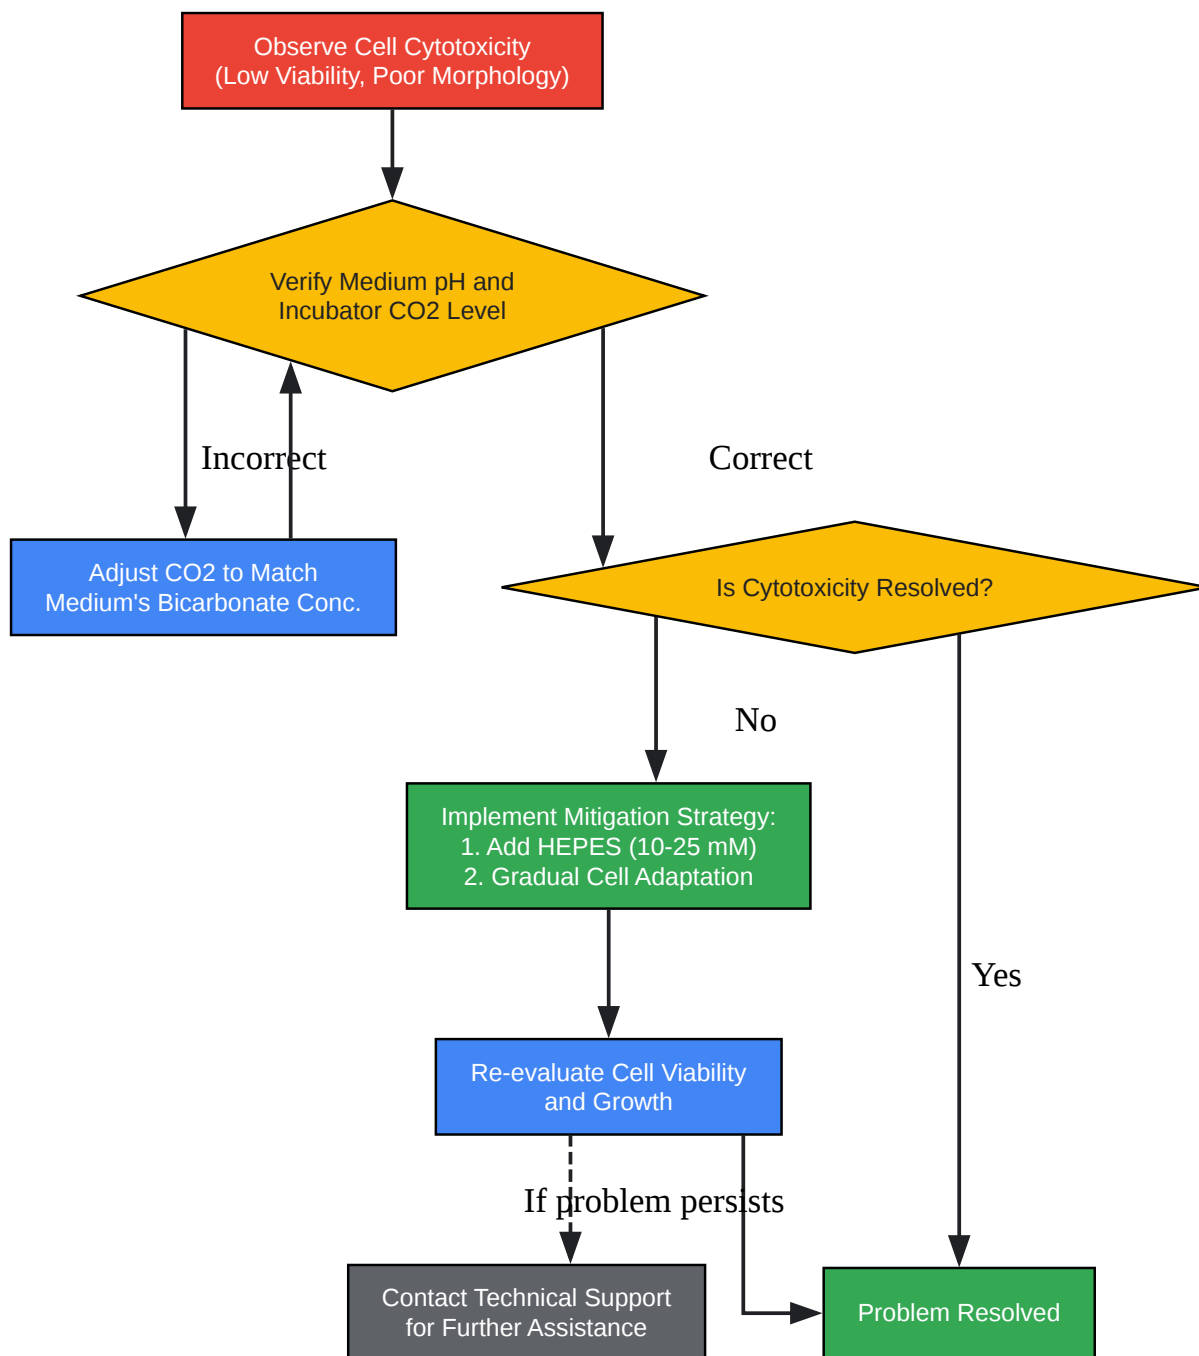 Observe Cell Cytotoxicity
(Low Viability, Poor Morphology)
Verify Medium pH and
Incubator CO2 Level
Incorrect
Correct
Adjust CO2 to Match
Medium's Bicarbonate Conc.
Is Cytotoxicity Resolved?
No
Implement Mitigation Strategy:
1. Add HEPES (10-25 mM)
2. Gradual Cell Adaptation
Yes
Re-evaluate Cell Viability
and Growth
If problem persists
Contact Technical Support
for Further Assistance
Problem Resolved